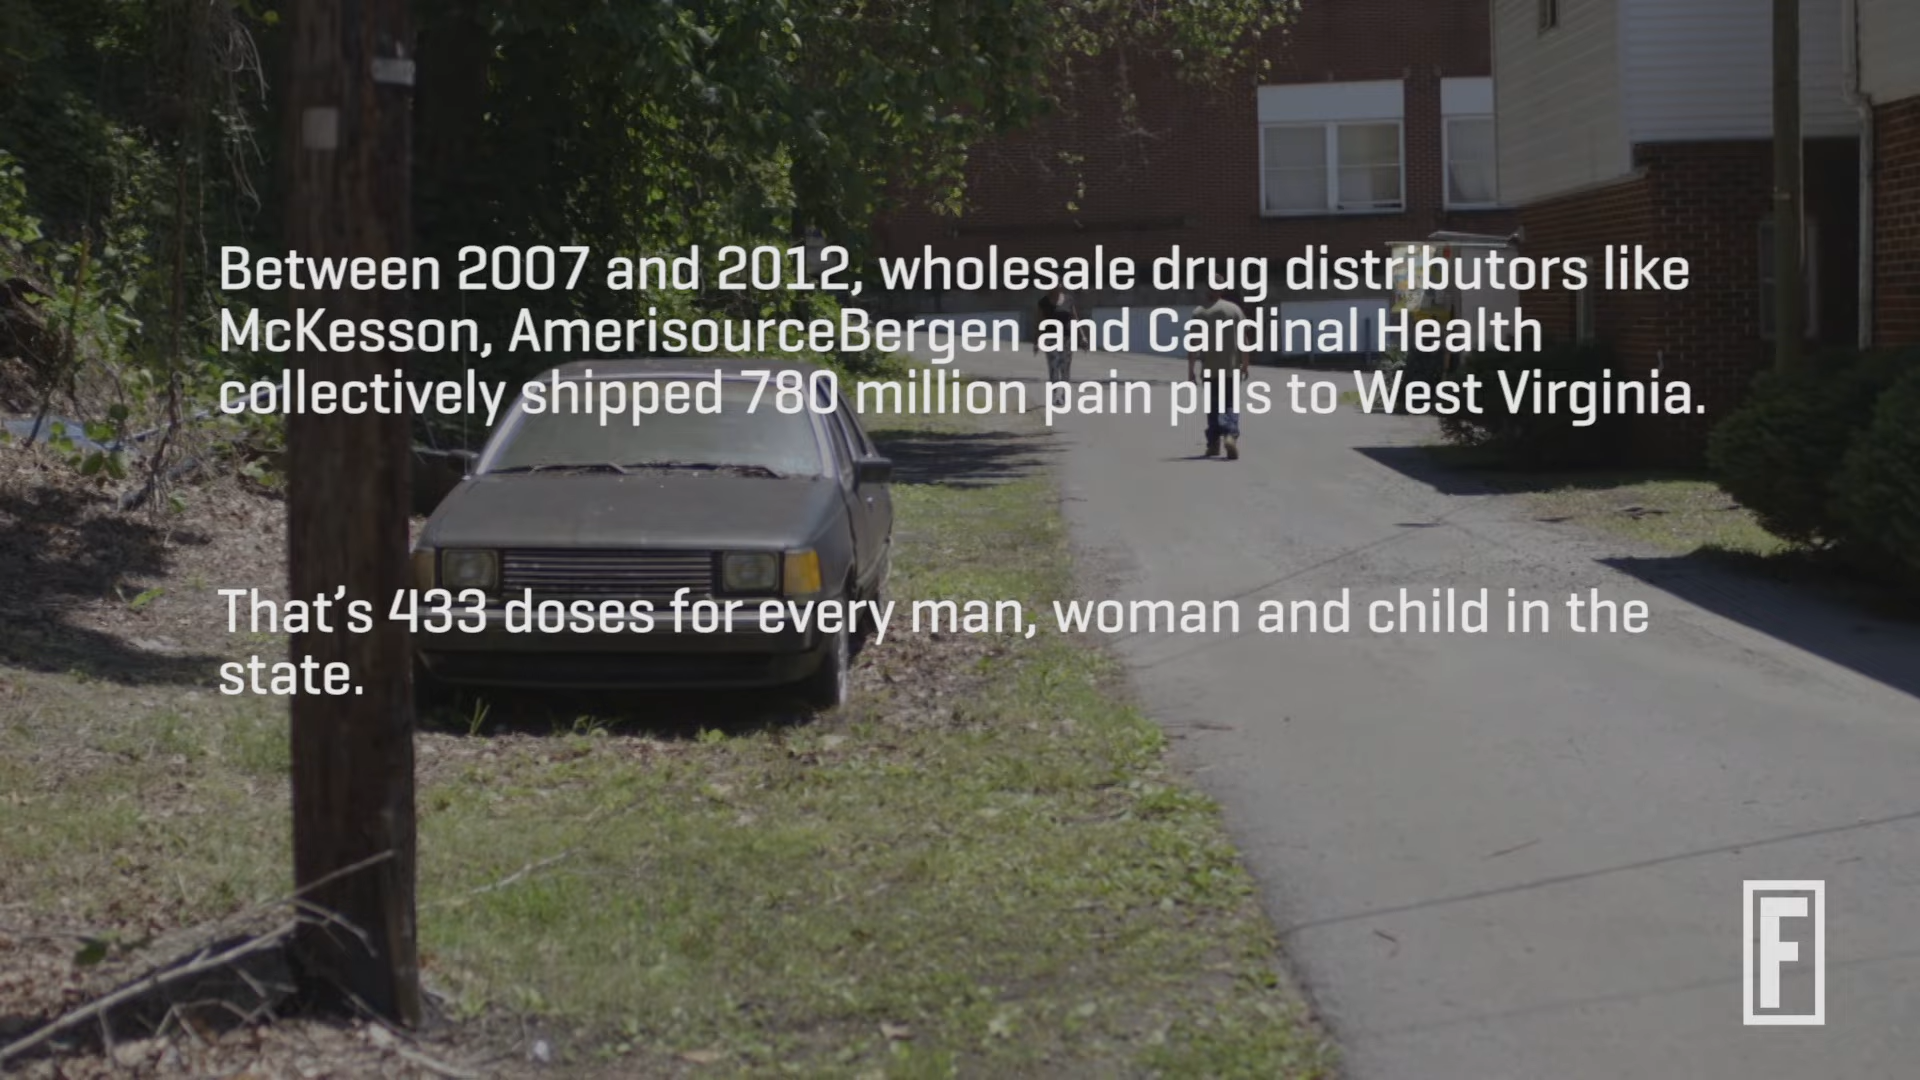 Between 2007 and 2012, wholesale drug distributors like
McKesson, AmerisourceBergen and Cardinal Health
collectively shipped 780 million pain pills to West Virginia.
That's 433 doses for every man, woman and child in the
state.
F